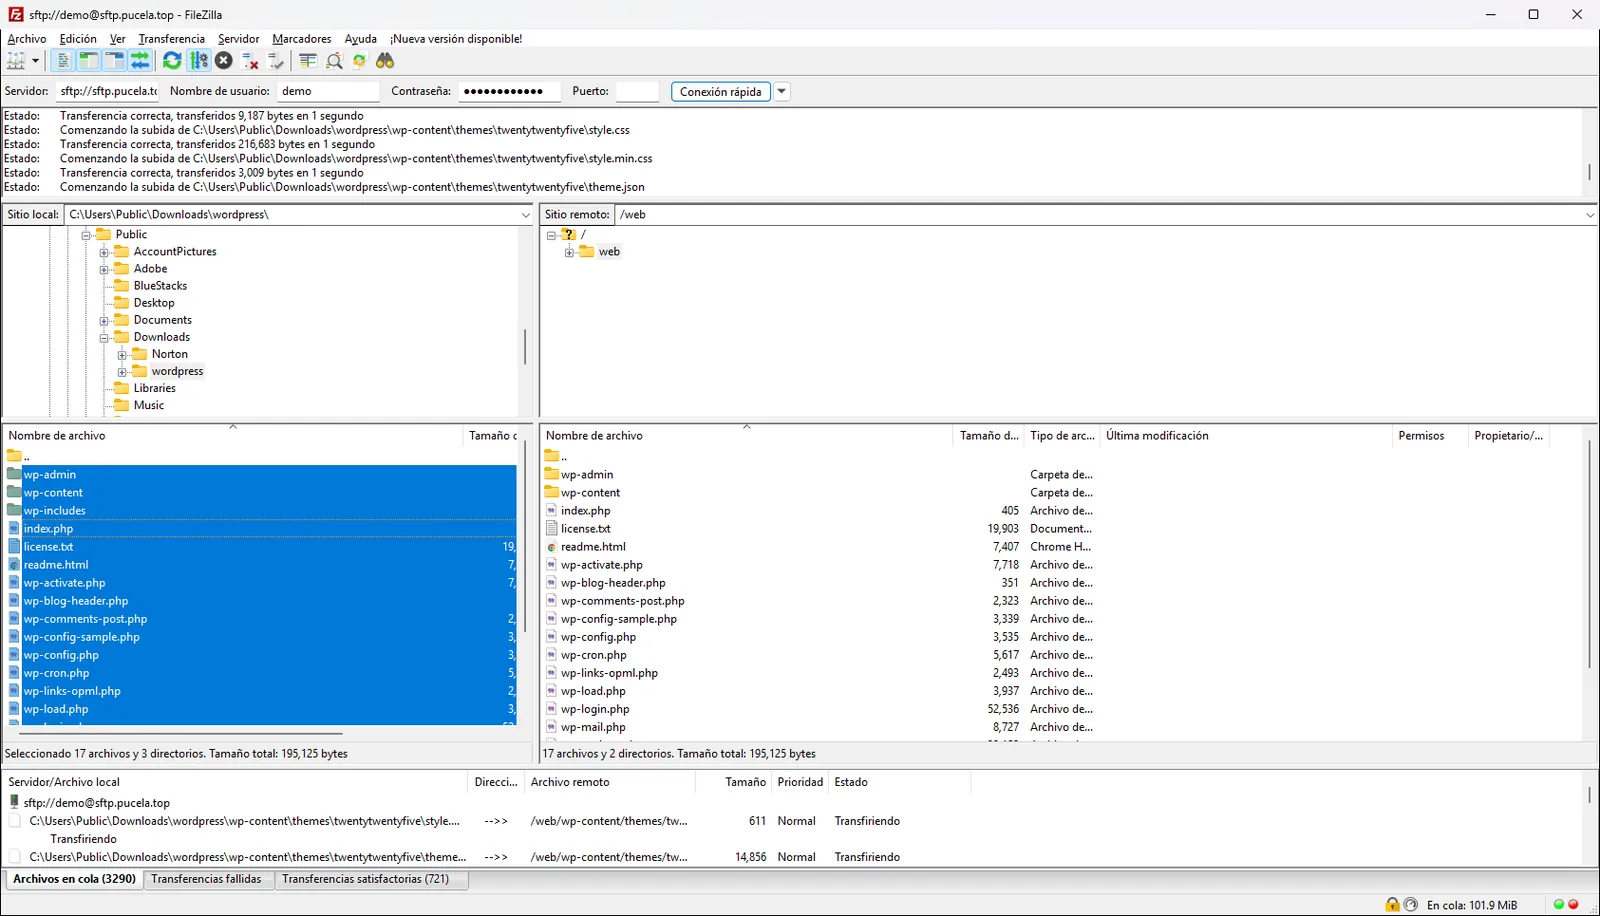 sftp://demo@sftp.pucela.top - FileZilla
Archivo Edición Ver Transferencia Servidor Marcadores Ayuda ¡Nueva versión disponible!
Servidor: sftp://sftp.pucela.to Nombre de usuario: demo Contraseña: ●●●●●●●●●●●● Puerto: Conexión rápida
Estado: Transferencia correcta, transferidos 9,187 bytes en 1 segundo
Estado: Comenzando la subida de C:\Users\Public\Downloads\wordpress\wp-content\themes\twentytwentyfive\style.css
Estado: Transferencia correcta, transferidos 216,683 bytes en 1 segundo
Estado: Comenzando la subida de C:\Users\Public\Downloads\wordpress\wp-content\themes\twentytwentyfive\style.min.css
Estado: Transferencia correcta, transferidos 3,009 bytes en 1 segundo
Estado: Comenzando la subida de C:\Users\Public\Downloads\wordpress\wp-content\themes\twentytwentyfive\theme.json
Sitio local: C:\Users\Public\Downloads\wordpress\
Public
AccountPictures
Adobe
BlueStacks
Desktop
Documents
Downloads
Norton
wordpress
Libraries
Music
Sitio remoto: /web
/
web
Nombre de archivo Tamaño d
..
wp-admin
wp-content
wp-includes
index.php
license.txt 19,
readme.html 7,
wp-activate.php 7,
wp-blog-header.php
wp-comments-post.php 2,
wp-config-sample.php 3,
wp-config.php 3,
wp-cron.php 5,
wp-links-opml.php 2,
wp-load.php 3,
Seleccionado 17 archivos y 3 directorios. Tamaño total: 195,125 bytes
Nombre de archivo Tamaño d... Tipo de arc... Última modificación Permisos Propietario/...
..
wp-admin Carpeta de...
wp-content Carpeta de...
index.php 405 Archivo de...
license.txt 19,903 Document...
readme.html 7,407 Chrome H...
wp-activate.php 7,718 Archivo de...
wp-blog-header.php 351 Archivo de...
wp-comments-post.php 2,323 Archivo de...
wp-config-sample.php 3,339 Archivo de...
wp-config.php 3,535 Archivo de...
wp-cron.php 5,617 Archivo de...
wp-links-opml.php 2,493 Archivo de...
wp-load.php 3,937 Archivo de...
wp-login.php 52,536 Archivo de...
wp-mail.php 8,727 Archivo de...
17 archivos y 2 directorios. Tamaño total: 195,125 bytes
Servidor/Archivo local Direcci... Archivo remoto Tamaño Prioridad Estado
sftp://demo@sftp.pucela.top
C:\Users\Public\Downloads\wordpress\wp-content\themes\twentytwentyfive\style.... -->> /web/wp-content/themes/tw... 611 Normal Transfiriendo
Transfiriendo
C:\Users\Public\Downloads\wordpress\wp-content\themes\twentytwentyfive\theme... -->> /web/wp-content/themes/tw... 14,856 Normal Transfiriendo
Archivos en cola (3290) Transferencias fallidas Transferencias satisfactorias (721)
En cola: 101.9 MiB